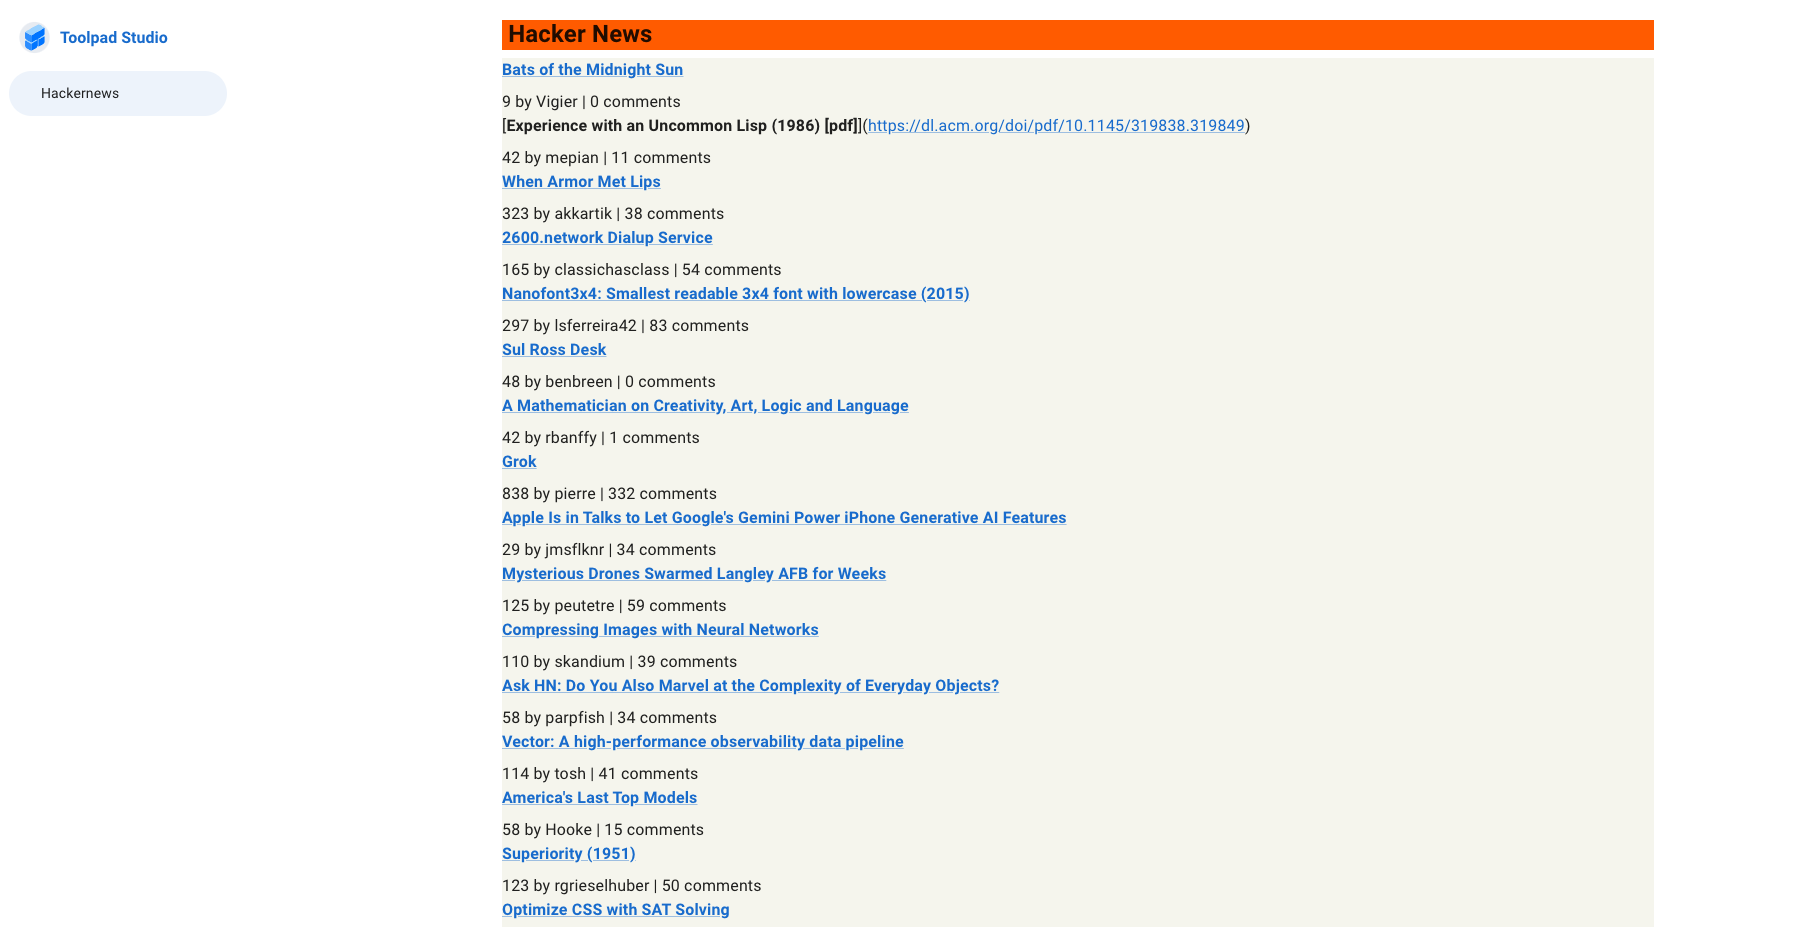 Toolpad Studio
Hackernews
Hacker News
Bats of the Midnight Sun
9 by Vigier | 0 comments
[Experience with an Uncommon Lisp (1986) [pdf]](https://dl.acm.org/doi/pdf/10.1145/319838.319849)
42 by mepian | 11 comments
When Armor Met Lips
323 by akkartik | 38 comments
2600.network Dialup Service
165 by classichasclass | 54 comments
Nanofont3x4: Smallest readable 3x4 font with lowercase (2015)
297 by lsferreira42 | 83 comments
Sul Ross Desk
48 by benbreen | 0 comments
A Mathematician on Creativity, Art, Logic and Language
42 by rbanffy | 1 comments
Grok
838 by pierre | 332 comments
Apple Is in Talks to Let Google's Gemini Power iPhone Generative AI Features
29 by jmsflknr | 34 comments
Mysterious Drones Swarmed Langley AFB for Weeks
125 by peutetre | 59 comments
Compressing Images with Neural Networks
110 by skandium | 39 comments
Ask HN: Do You Also Marvel at the Complexity of Everyday Objects?
58 by parpfish | 34 comments
Vector: A high-performance observability data pipeline
114 by tosh | 41 comments
America's Last Top Models
58 by Hooke | 15 comments
Superiority (1951)
123 by rgrieselhuber | 50 comments
Optimize CSS with SAT Solving